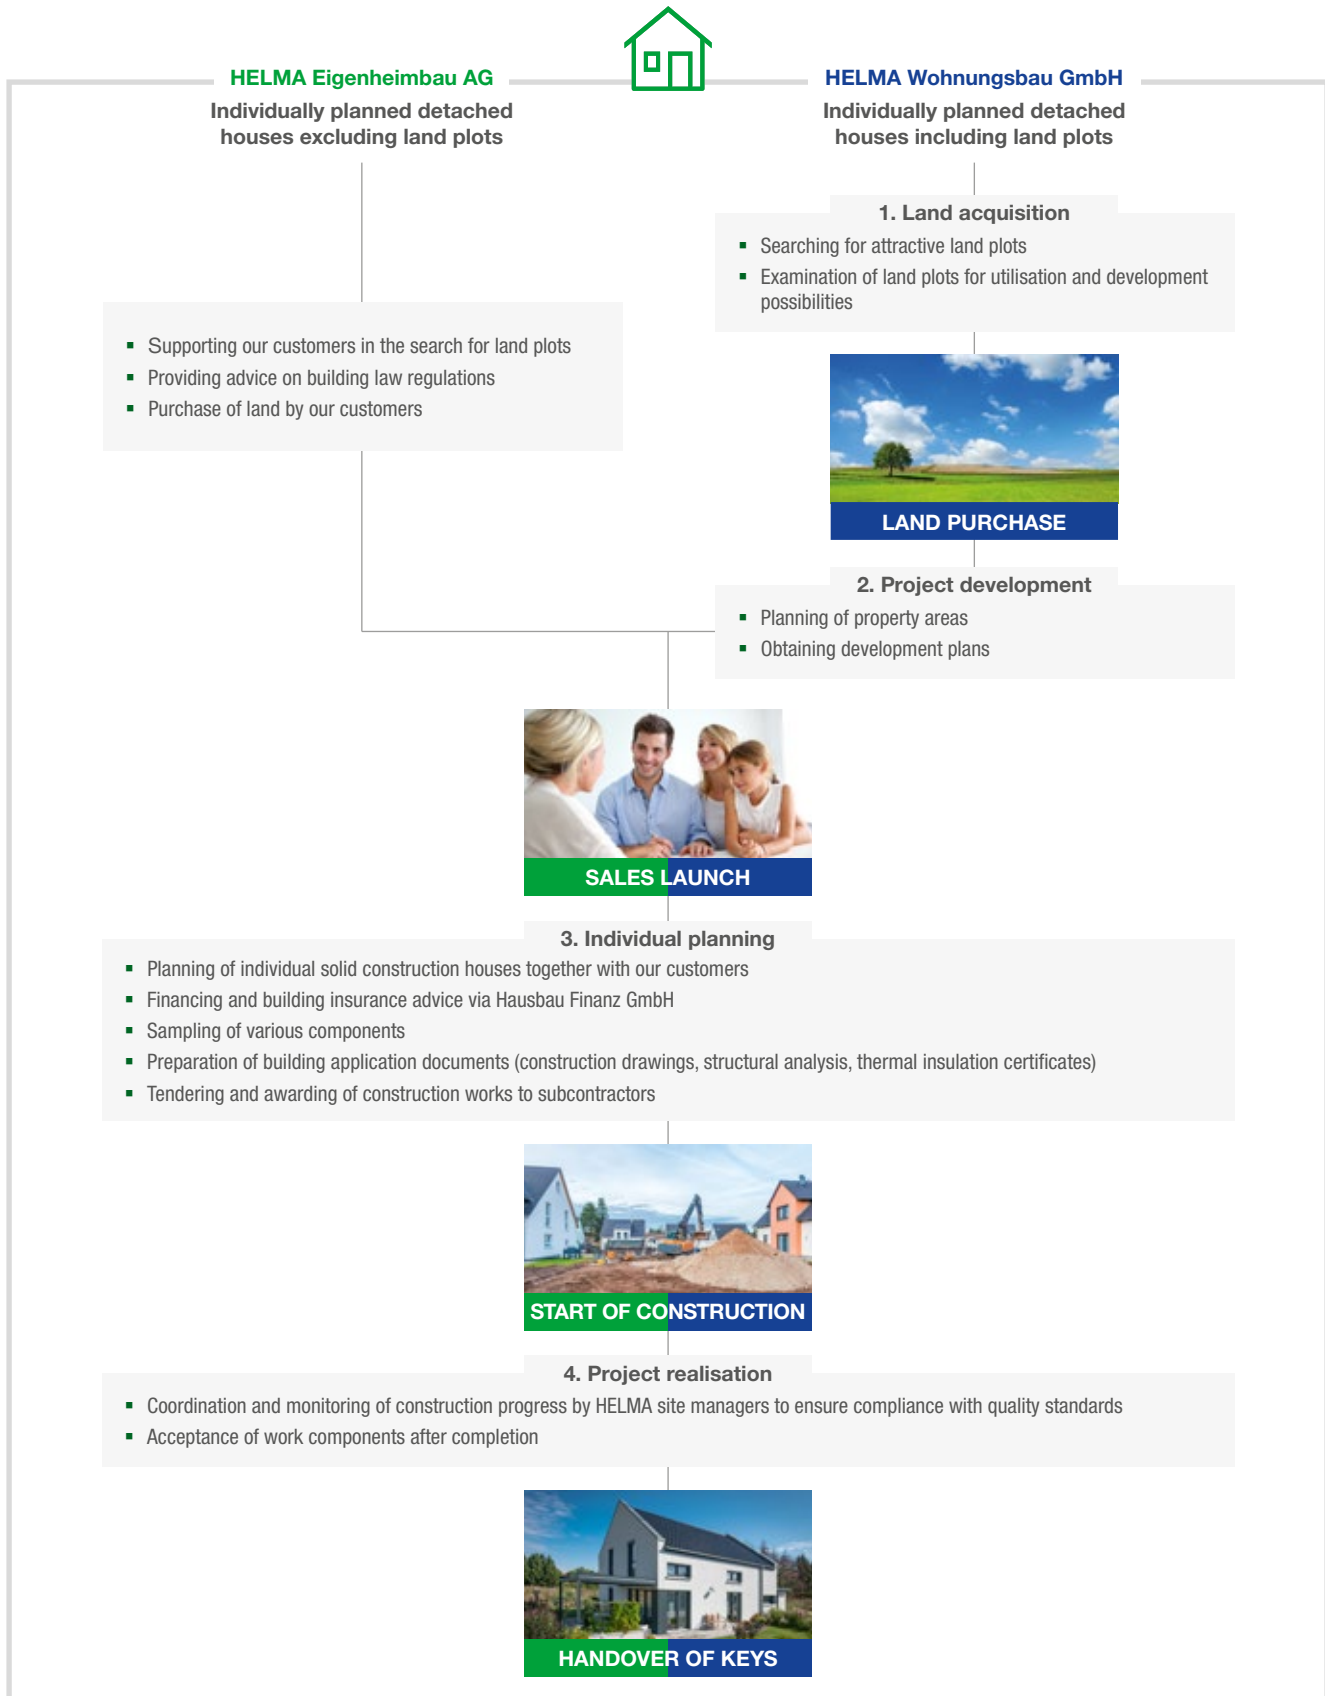 HELMA Eigenheimbau AG
Individually planned detached
houses excluding land plots
HELMA Wohnungsbau GmbH
Individually planned detached
houses including land plots
1. Land acquisition
▪ Searching for attractive land plots
▪ Examination of land plots for utilisation and development
possibilities
▪ Supporting our customers in the search for land plots
▪ Providing advice on building law regulations
▪ Purchase of land by our customers
LAND PURCHASE
2. Project development
▪ Planning of property areas
▪ Obtaining development plans
SALES LAUNCH
3. Individual planning
▪ Planning of individual solid construction houses together with our customers
▪ Financing and building insurance advice via Hausbau Finanz GmbH
▪ Sampling of various components
▪ Preparation of building application documents (construction drawings, structural analysis, thermal insulation certificates)
▪ Tendering and awarding of construction works to subcontractors
START OF CONSTRUCTION
4. Project realisation
▪ Coordination and monitoring of construction progress by HELMA site managers to ensure compliance with quality standards
▪ Acceptance of work components after completion
HANDOVER OF KEYS